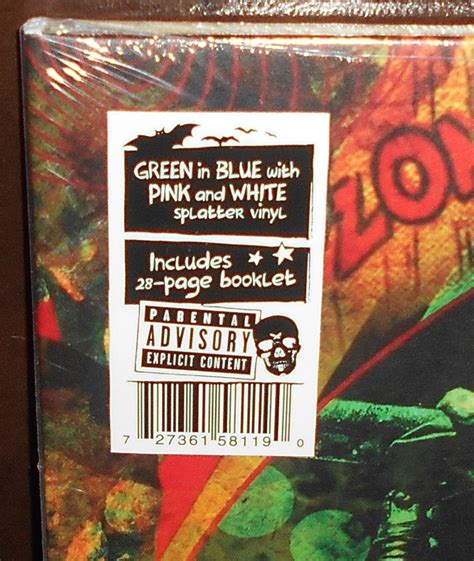 GREEN in BLUE with
PINK and WHITE
splatter vinyl
Includes
28-page booklet
PARENTAL
ADVISORY
EXPLICIT CONTENT
7 27361 58119 0
ZO